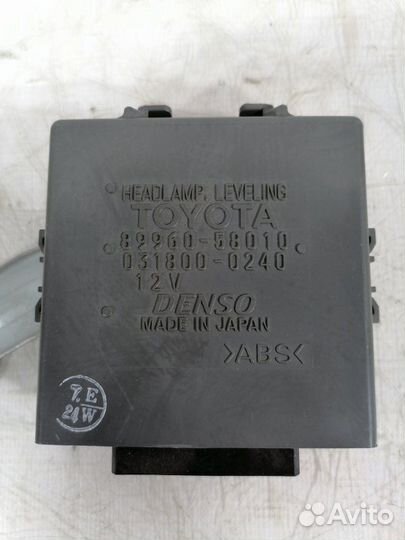 HEADLAMP. LEVELING
TOYOTA
89960-58010
031800-0240
12V
DENSO
MADE IN JAPAN
>ABS<
7.E
24W
Avito